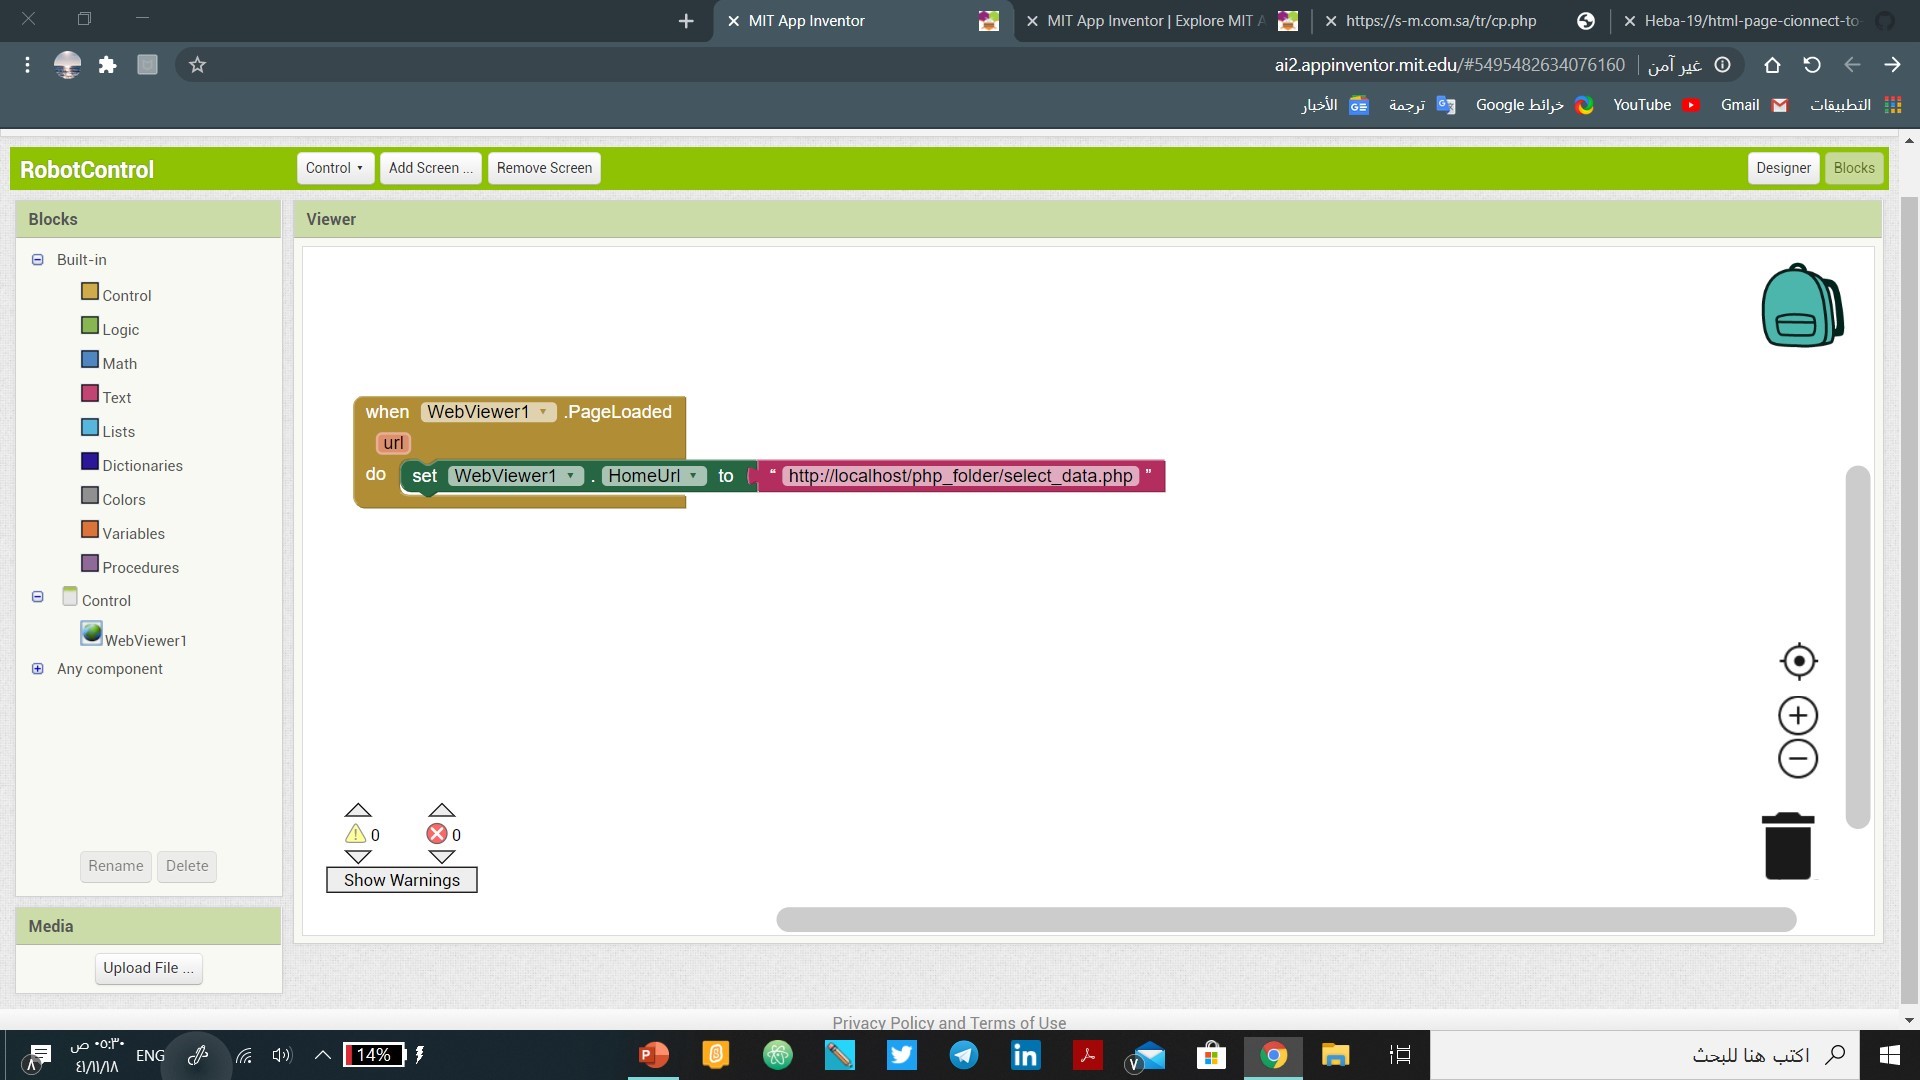 MIT App Inventor
MIT App Inventor | Explore MIT A
https://s-m.com.sa/tr/cp.php
Heba-19/html-page-cionnect-to-
ai2.appinventor.mit.edu/#5495482634076160
غير آمن
الأخبار
ترجمة
خرائط Google
YouTube
Gmail
التطبيقات
RobotControl
Control
Add Screen ...
Remove Screen
Designer
Blocks
Blocks
Viewer
Built-in
Control
Logic
Math
Text
Lists
Dictionaries
Colors
Variables
Procedures
Control
WebViewer1
Any component
Rename
Delete
Media
Upload File ...
when WebViewer1 .PageLoaded
url
do set WebViewer1 . HomeUrl to “ http://localhost/php_folder/select_data.php ”
0
0
Show Warnings
Privacy Policy and Terms of Use
٠٥:٣٠ ص
٤١/١١/١٨
ENG
14%
اكتب هنا للبحث